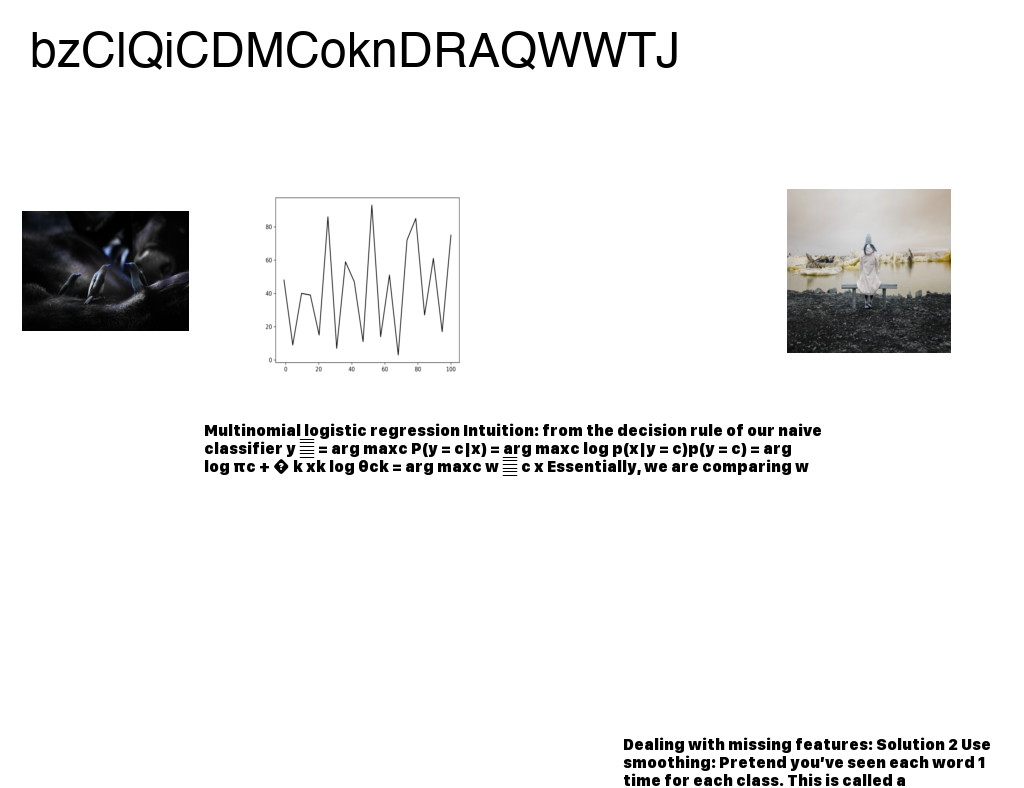 bzClQiCDMCoknDRAQWWTJ
80
60
40
20
0
0 20 40 60 80 100
Multinomial logistic regression Intuition: from the decision rule of our naive
classifier y = arg maxc P(y = c|x) = arg maxc log p(x|y = c)p(y = c) = arg
log πc + � k xk log θck = arg maxc w c x Essentially, we are comparing w
Dealing with missing features: Solution 2 Use
smoothing: Pretend you've seen each word 1
time for each class. This is called a